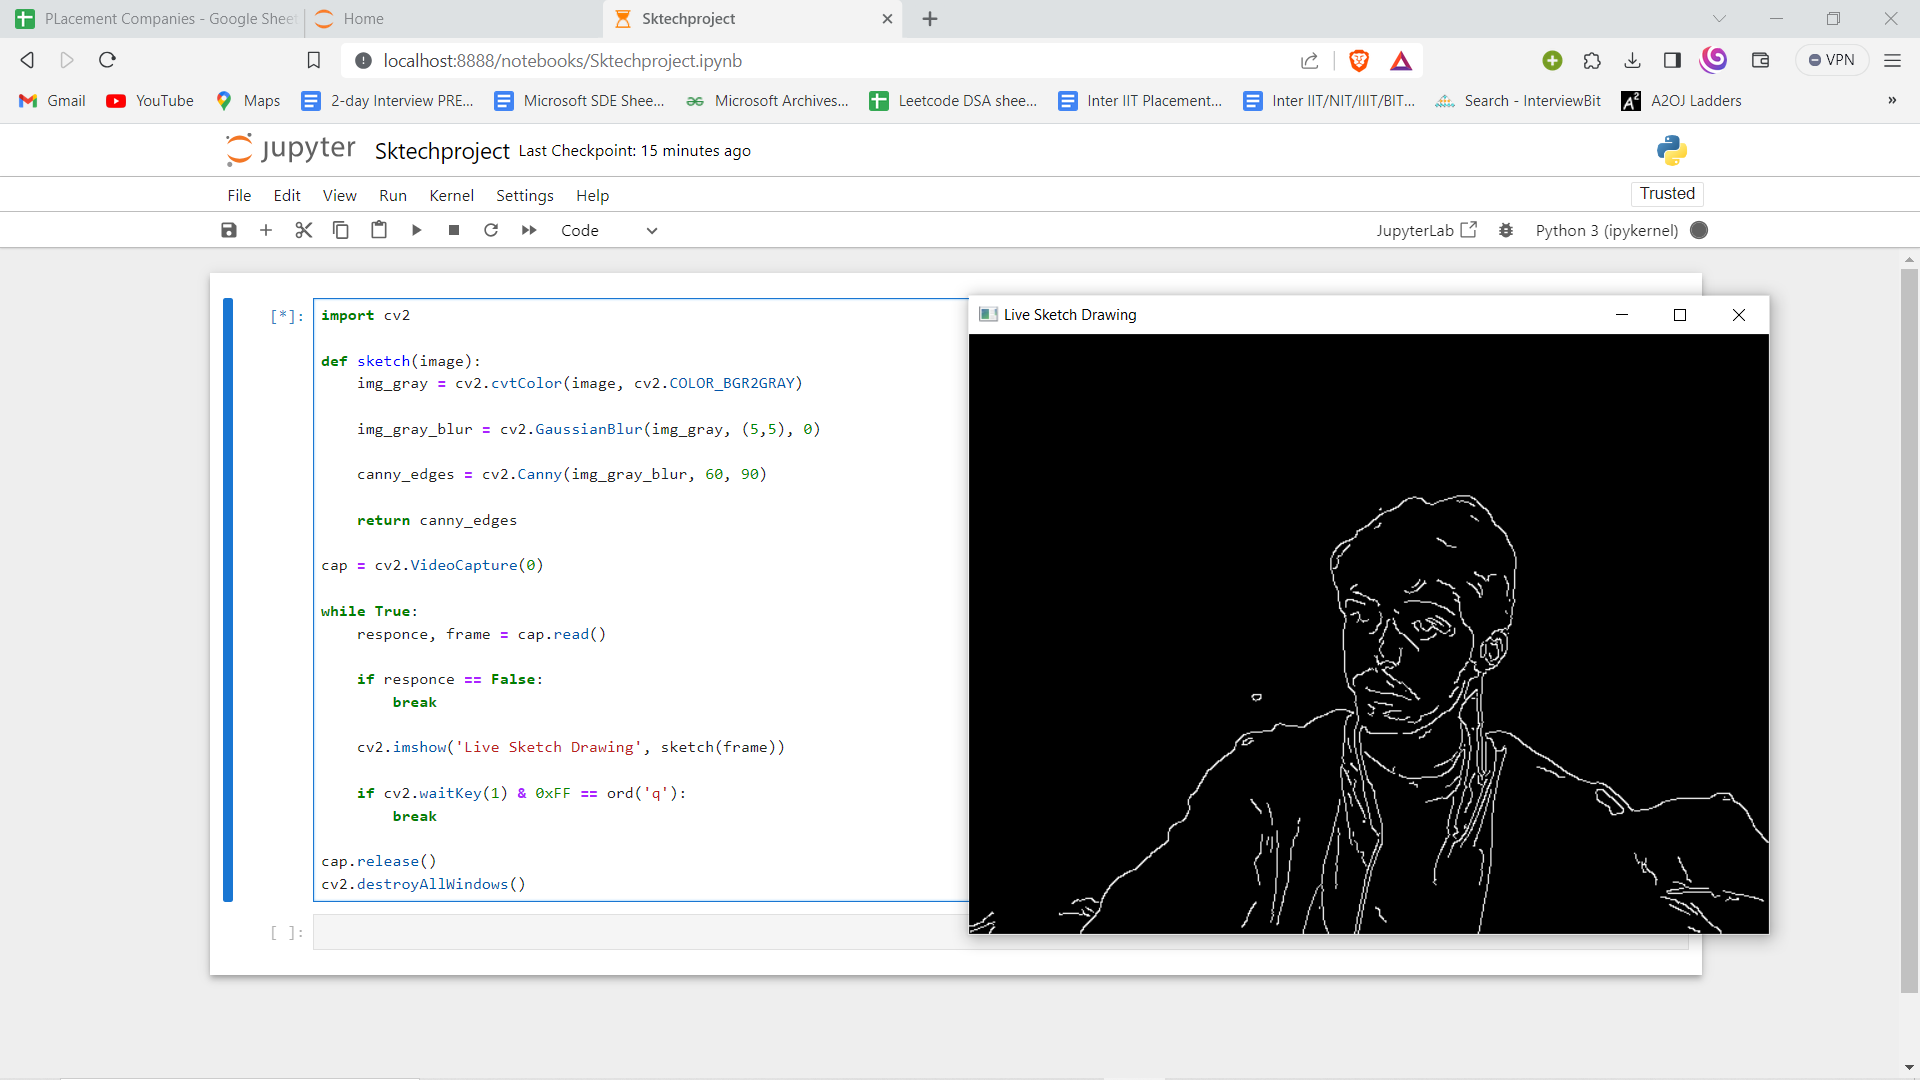 PLacement Companies - Google Sheet
Home
Sktechproject
localhost:8888/notebooks/Sktechproject.ipynb
VPN
Gmail
YouTube
Maps
2-day Interview PRE...
Microsoft SDE Shee...
Microsoft Archives...
Leetcode DSA shee...
Inter IIT Placement...
Inter IIT/NIT/IIIT/BIT...
Search - InterviewBit
A2OJ Ladders
»
jupyter Sktechproject Last Checkpoint: 15 minutes ago
File Edit View Run Kernel Settings Help
Trusted
Code
JupyterLab
Python 3 (ipykernel)
[*]:
import cv2
def sketch(image):
    img_gray = cv2.cvtColor(image, cv2.COLOR_BGR2GRAY)
    img_gray_blur = cv2.GaussianBlur(img_gray, (5,5), 0)
    canny_edges = cv2.Canny(img_gray_blur, 60, 90)
    return canny_edges
cap = cv2.VideoCapture(0)
while True:
    responce, frame = cap.read()
    if responce == False:
        break
    cv2.imshow('Live Sketch Drawing', sketch(frame))
    if cv2.waitKey(1) & 0xFF == ord('q'):
        break
cap.release()
cv2.destroyAllWindows()
[ ]:
Live Sketch Drawing